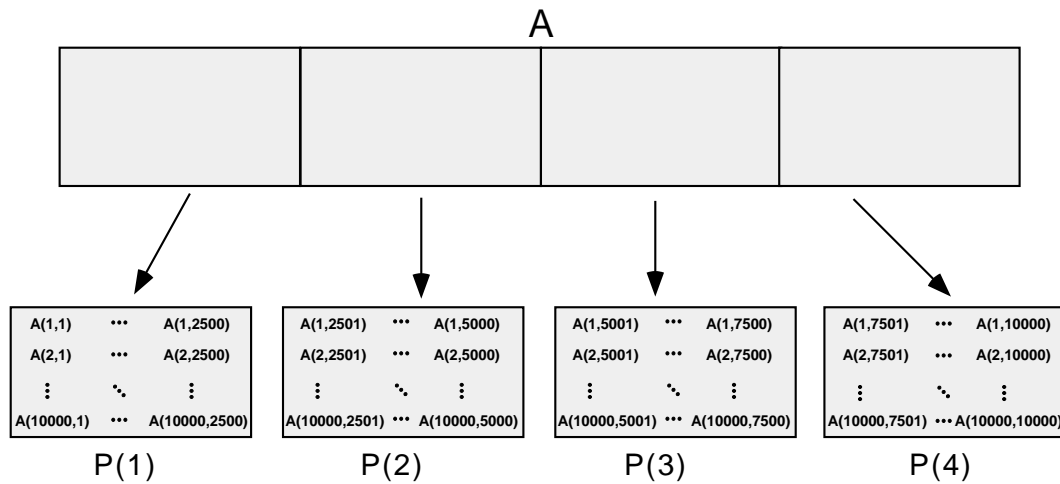 A
A(1,1) ••• A(1,2500)
A(2,1) ••• A(2,2500)
A(10000,1) ••• A(10000,2500)
P(1)
A(1,2501) ••• A(1,5000)
A(2,2501) ••• A(2,5000)
A(10000,2501) ••• A(10000,5000)
P(2)
A(1,5001) ••• A(1,7500)
A(2,5001) ••• A(2,7500)
A(10000,5001) ••• A(10000,7500)
P(3)
A(1,7501) ••• A(1,10000)
A(2,7501) ••• A(2,10000)
A(10000,7501) ••• A(10000,10000)
P(4)